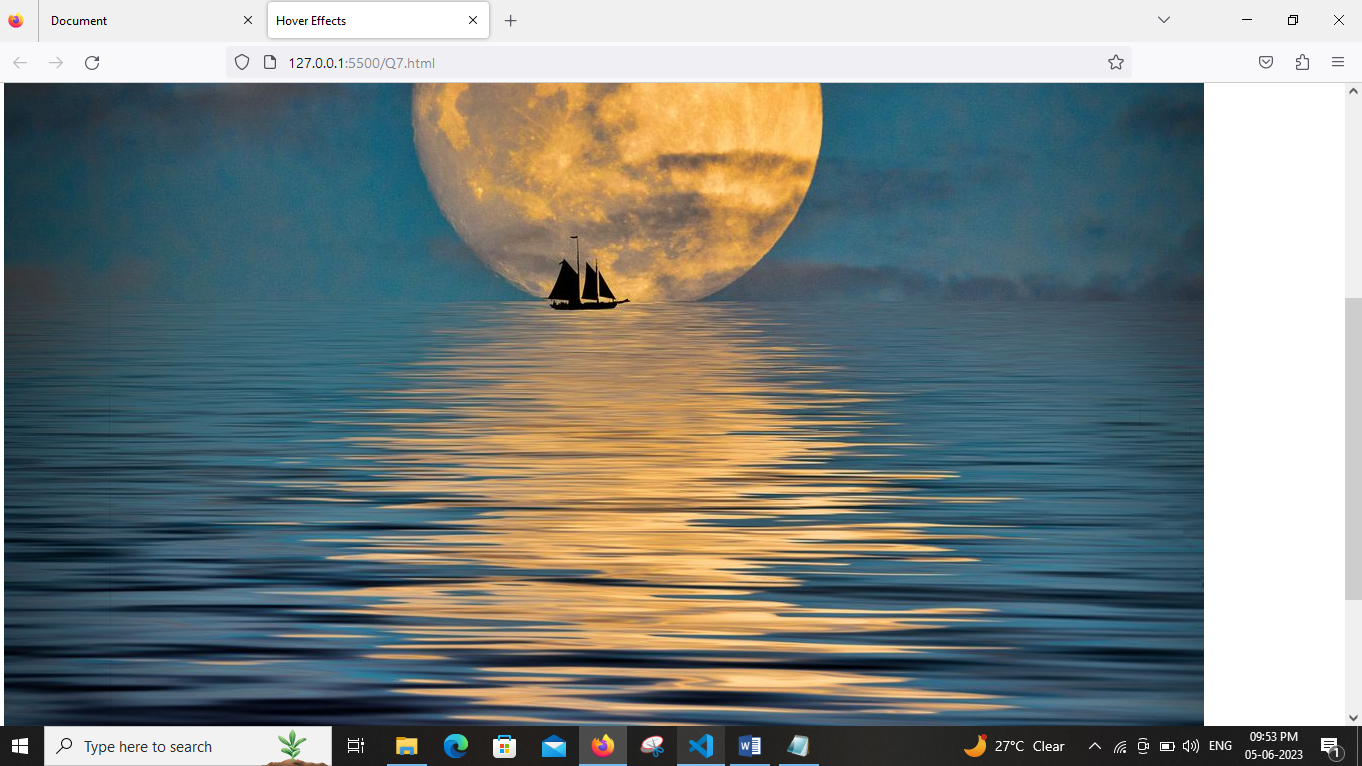 Document
Hover Effects
127.0.0.1:5500/Q7.html
Type here to search
27°C Clear
ENG
09:53 PM
05-06-2023
1